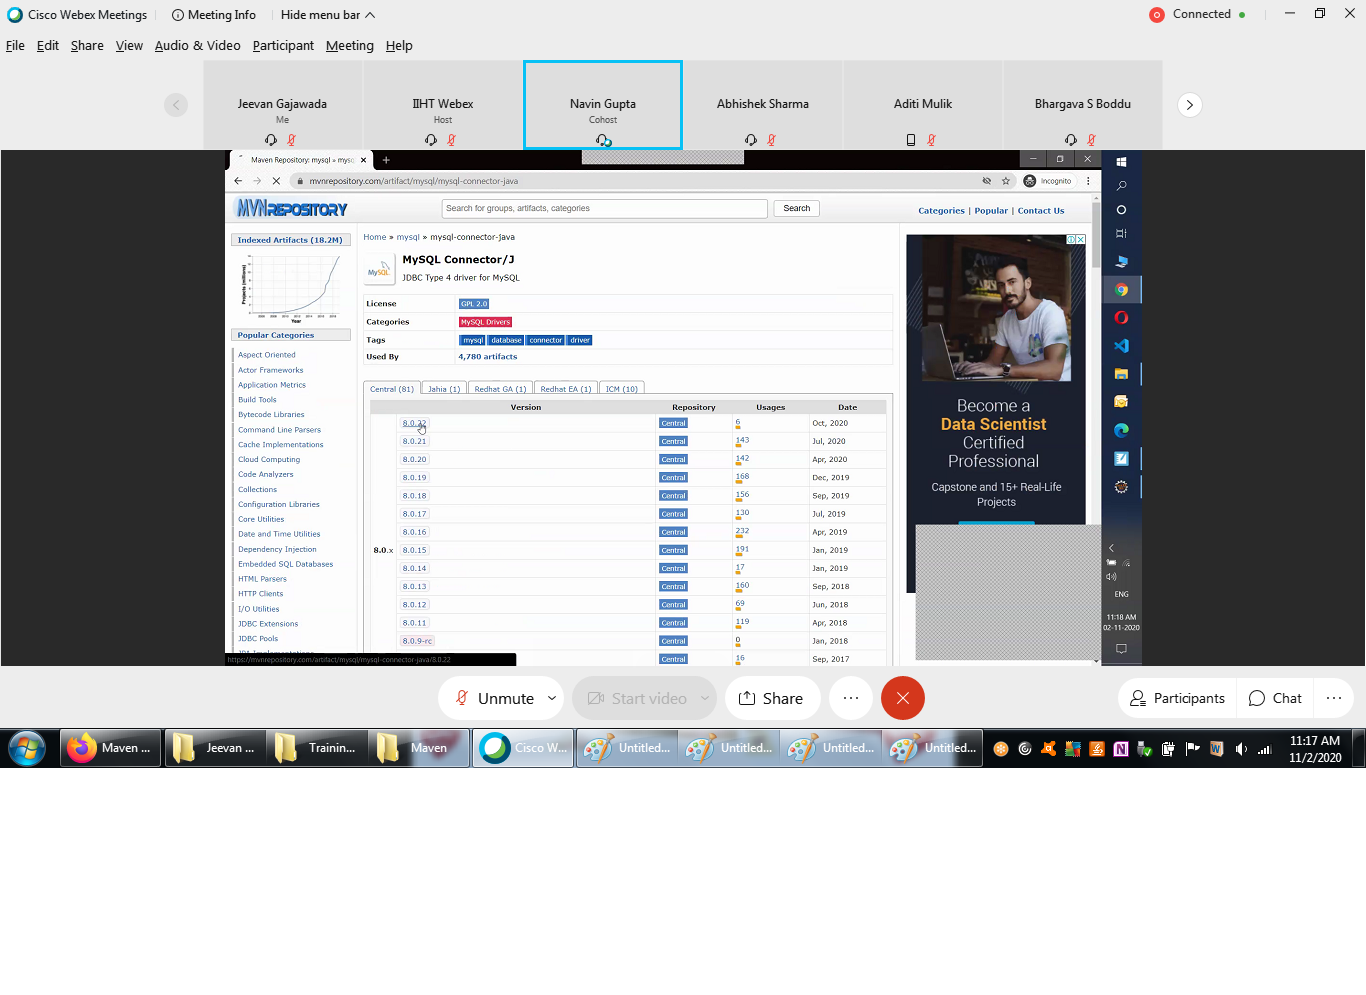 Cisco Webex Meetings
Meeting Info
Hide menu bar
Connected
File Edit Share View Audio & Video Participant Meeting Help
Jeevan Gajawada
Me
IIHT Webex
Host
Navin Gupta
Cohost
Abhishek Sharma
Aditi Mulik
Bhargava S Boddu
Maven Repository: mysql » mysq
mvnrepository.com/artifact/mysql/mysql-connector-java
Incognito
MVNREPOSITORY
Search for groups, artifacts, categories
Search
Categories | Popular | Contact Us
Indexed Artifacts (18.2M)
Projects (millions)
Year
Popular Categories
Aspect Oriented
Actor Frameworks
Application Metrics
Build Tools
Bytecode Libraries
Command Line Parsers
Cache Implementations
Cloud Computing
Code Analyzers
Collections
Configuration Libraries
Core Utilities
Date and Time Utilities
Dependency Injection
Embedded SQL Databases
HTML Parsers
HTTP Clients
I/O Utilities
JDBC Extensions
JDBC Pools
Home » mysql » mysql-connector-java
MySQL
MySQL Connector/J
JDBC Type 4 driver for MySQL
License GPL 2.0
Categories MySQL Drivers
Tags mysql database connector driver
Used By 4,780 artifacts
Central (81) Jahia (1) Redhat GA (1) Redhat EA (1) ICM (10)
Version Repository Usages Date
8.0.22 Central 6 Oct, 2020
8.0.21 Central 143 Jul, 2020
8.0.20 Central 142 Apr, 2020
8.0.19 Central 168 Dec, 2019
8.0.18 Central 156 Sep, 2019
8.0.17 Central 130 Jul, 2019
8.0.16 Central 232 Apr, 2019
8.0.x 8.0.15 Central 191 Jan, 2019
8.0.14 Central 17 Jan, 2019
8.0.13 Central 160 Sep, 2018
8.0.12 Central 69 Jun, 2018
8.0.11 Central 119 Apr, 2018
8.0.9-rc Central 0 Jan, 2018
Central 16 Sep, 2017
Become a
Data Scientist
Certified
Professional
Capstone and 15+ Real-Life
Projects
ENG
11:18 AM
02-11-2020
https://mvnrepository.com/artifact/mysql/mysql-connector-java/8.0.22
Unmute
Start video
Share
Participants
Chat
Maven ...
Jeevan ...
Trainin...
Maven
Cisco W...
Untitled...
Untitled...
Untitled...
Untitled...
11:17 AM
11/2/2020